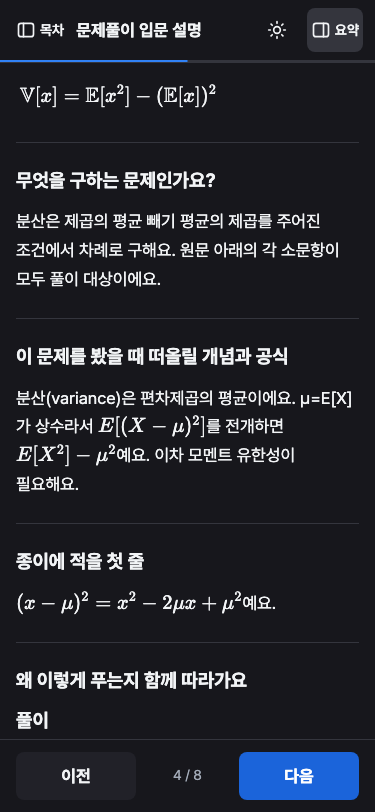 목차 문제풀이 입문 설명 요약
𝕍[x] = 𝔼[x²] − (𝔼[x])²
무엇을 구하는 문제인가요?
분산은 제곱의 평균 빼기 평균의 제곱를 주어진
조건에서 차례로 구해요. 원문 아래의 각 소문항이
모두 풀이 대상이에요.
이 문제를 봤을 때 떠올릴 개념과 공식
분산(variance)은 편차제곱의 평균이에요. μ=E[X]
가 상수라서 E[(X − μ)²]를 전개하면
E[X²] − μ²예요. 이차 모멘트 유한성이
필요해요.
종이에 적을 첫 줄
(x − μ)² = x² − 2μx + μ²예요.
왜 이렇게 푸는지 함께 따라가요
풀이
이전 4 / 8 다음